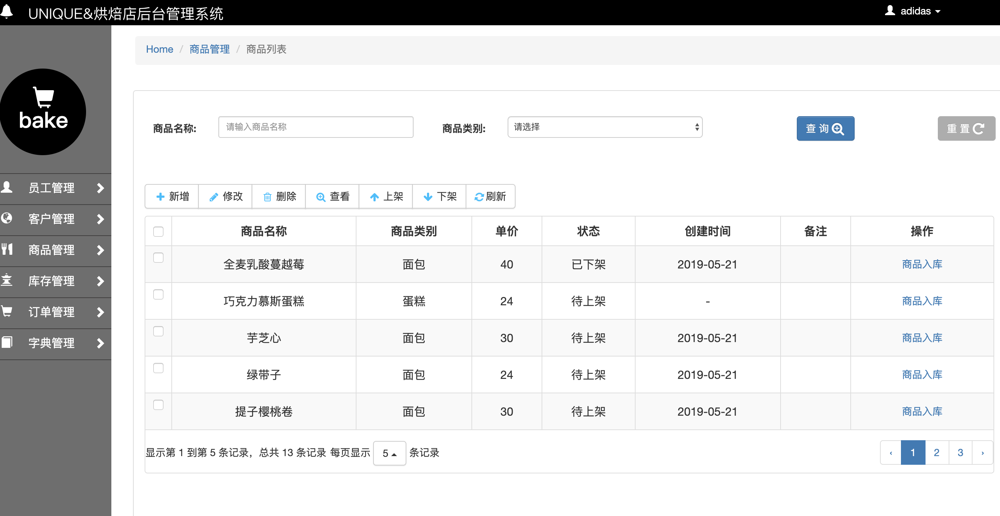 UNIQUE&烘焙店后台管理系统 adidas
Home / 商品管理 / 商品列表
bake
员工管理
客户管理
商品管理
库存管理
订单管理
字典管理
商品名称: 请输入商品名称 商品类别: 请选择 查 询 重 置
新增 修改 删除 查看 上架 下架 刷新
商品名称 商品类别 单价 状态 创建时间 备注 操作
全麦乳酸蔓越莓 面包 40 已下架 2019-05-21 商品入库
巧克力慕斯蛋糕 蛋糕 24 待上架 - 商品入库
芋芝心 面包 30 待上架 2019-05-21 商品入库
绿带子 面包 24 待上架 2019-05-21 商品入库
提子樱桃卷 面包 30 待上架 2019-05-21 商品入库
显示第 1 到第 5 条记录，总共 13 条记录 每页显示 5 条记录 ‹ 1 2 3 ›